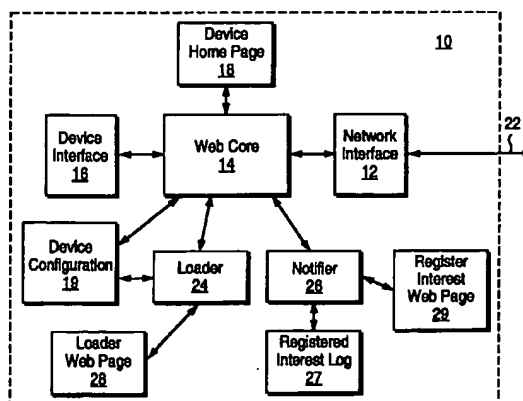 Device
Home Page
18
10
Device
Interface
16
Web Core
14
Network
Interface
12
22
Device
Configuration
19
Loader
24
Notifier
26
Register
Interest
Web Page
29
Loader
Web Page
28
Registered
Interest Log
27